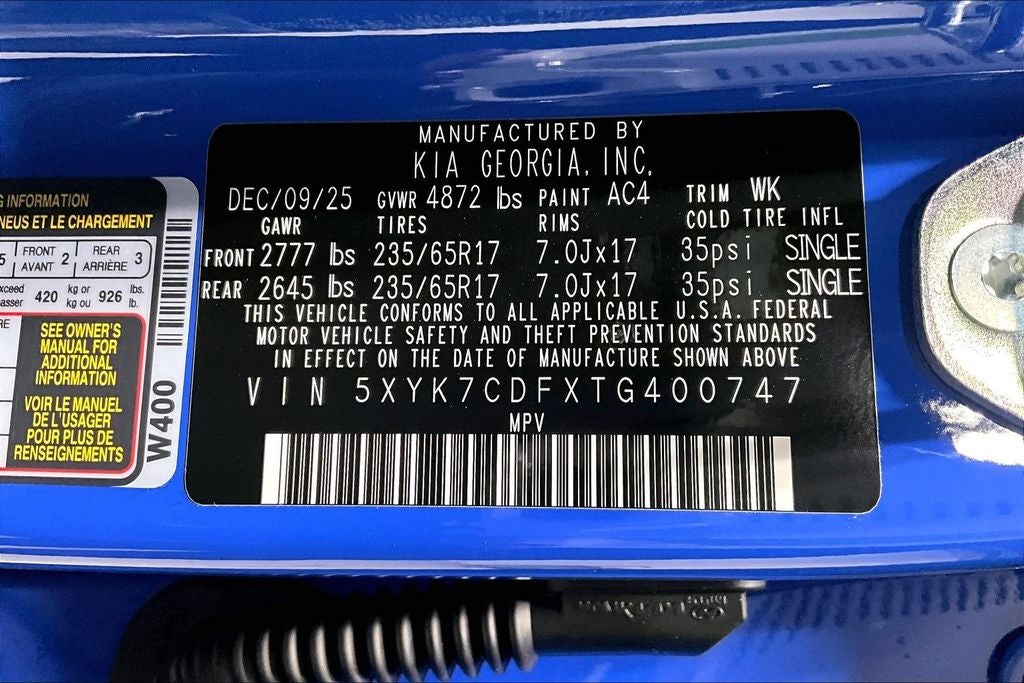 MANUFACTURED BY
KIA GEORGIA, INC.
DEC/09/25 GVWR 4872 lbs PAINT AC4 TRIM WK
GAWR TIRES RIMS COLD TIRE INFL
FRONT 2777 lbs 235/65R17 7.0Jx17 35psi SINGLE
REAR 2645 lbs 235/65R17 7.0Jx17 35psi SINGLE
THIS VEHICLE CONFORMS TO ALL APPLICABLE U.S.A. FEDERAL
MOTOR VEHICLE SAFETY AND THEFT PREVENTION STANDARDS
IN EFFECT ON THE DATE OF MANUFACTURE SHOWN ABOVE
VIN 5XYK7CDFXTG400747
MPV
INFORMATION
ET LE CHARGEMENT
5 FRONT AVANT 2 REAR ARRIÈRE 3
420 kg or kg ou 926 lbs.
SEE OWNER'S
MANUAL FOR
ADDITIONAL
INFORMATION
VOIR LE MANUEL
DE L'USAGER
POUR PLUS DE
RENSEIGNEMENTS
W400